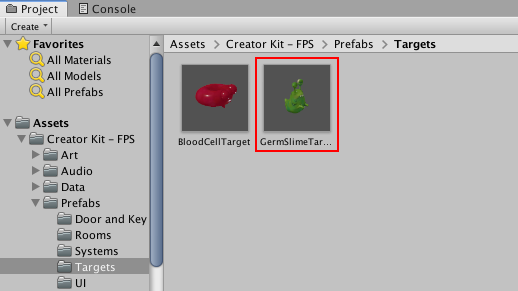 Project
Console
Create
Favorites
All Materials
All Models
All Prefabs
Assets
Creator Kit – FPS
Art
Audio
Data
Prefabs
Door and Key
Rooms
Systems
Targets
UI
Assets > Creator Kit – FPS > Prefabs > Targets
BloodCellTarget
GermSlimeTar...